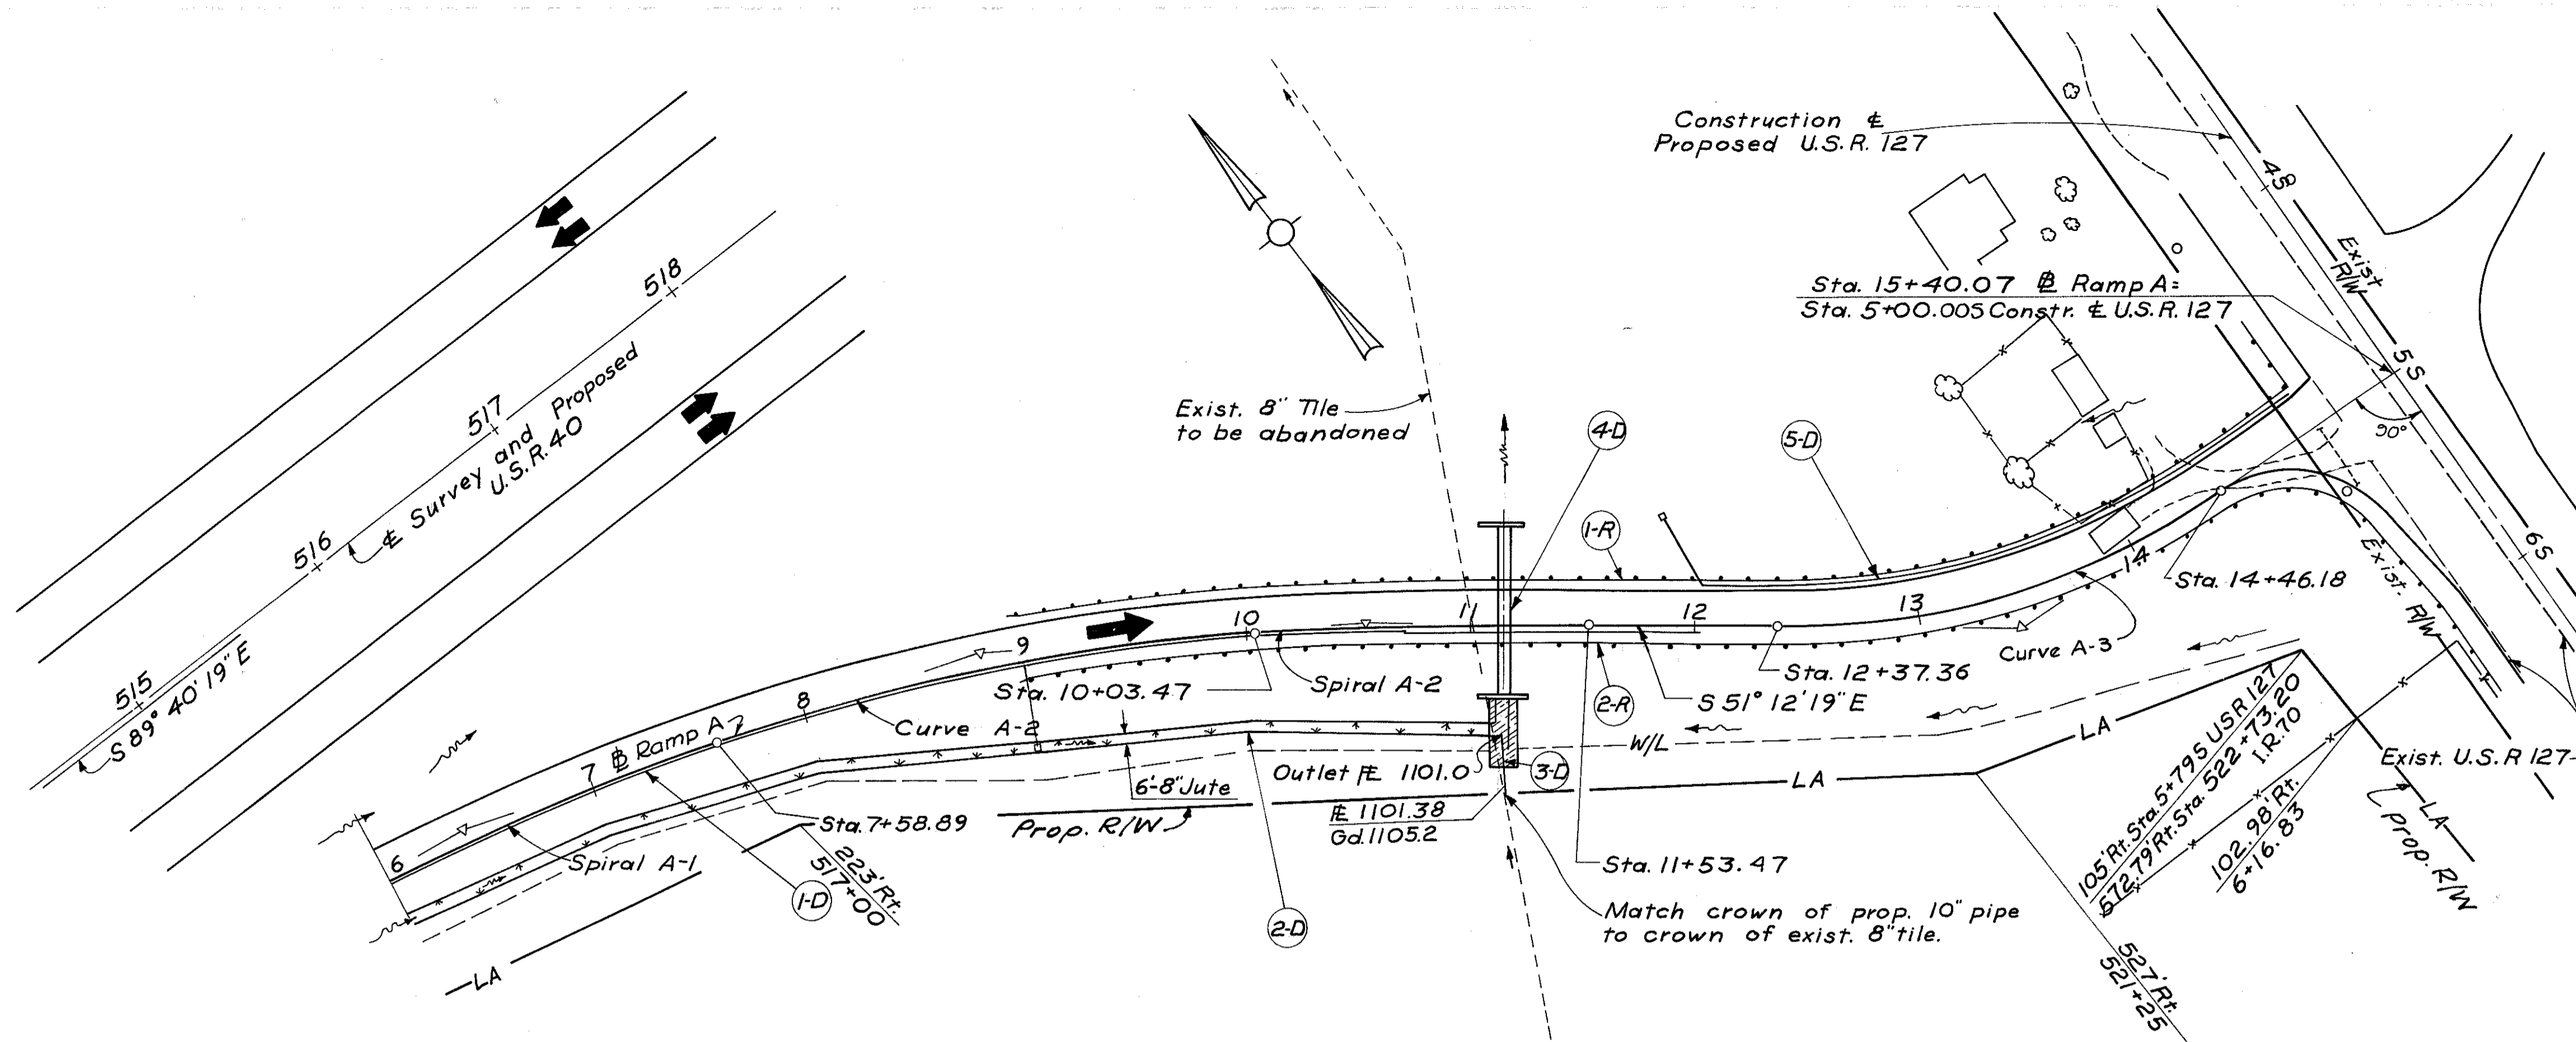 Construction ℄
Proposed U.S.R. 127
4S
Exist
R/W
Sta. 15+40.07 ⅊ Ramp A=
Sta. 5+00.00S Constr. ℄ U.S.R. 127
5S
90°
6S
518
517
516
515
℄ Survey and Proposed
U.S.R. 40
S 89° 40' 19" E
Exist. 8" Tile
to be abandoned
4-D
5-D
1-R
6
7
8
9
10
11
12
13
14
Sta. 14+46.18
Exist. R/W
Curve A-3
Sta. 12+37.36
S 51° 12' 19" E
2-R
Spiral A-2
Sta. 10+03.47
Curve A-2
⅊ Ramp A
W/L
Outlet ℄ 1101.0
3-D
6'-8" Jute
LA
LA
Prop. R/W
℄ 1101.38
Gd. 1105.2
Sta. 7+58.89
Spiral A-1
223' Rt.
517+00
1-D
2-D
Sta. 11+53.47
Match crown of prop. 10" pipe
to crown of exist. 8" tile.
LA
105' Rt. Sta. 5+79S USR 127
572.79' Rt. Sta. 522+73.20
I.R. 70
102.98' Rt.
6+16.83
Exist. U.S.R 127
LA
prop. R/W
527' Rt.
521+25